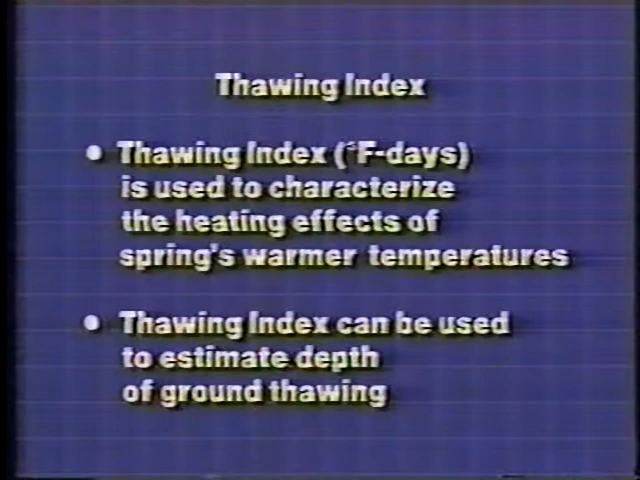 Thawing Index
• Thawing Index (°F-days)
is used to characterize
the heating effects of
spring's warmer temperatures
• Thawing Index can be used
to estimate depth
of ground thawing